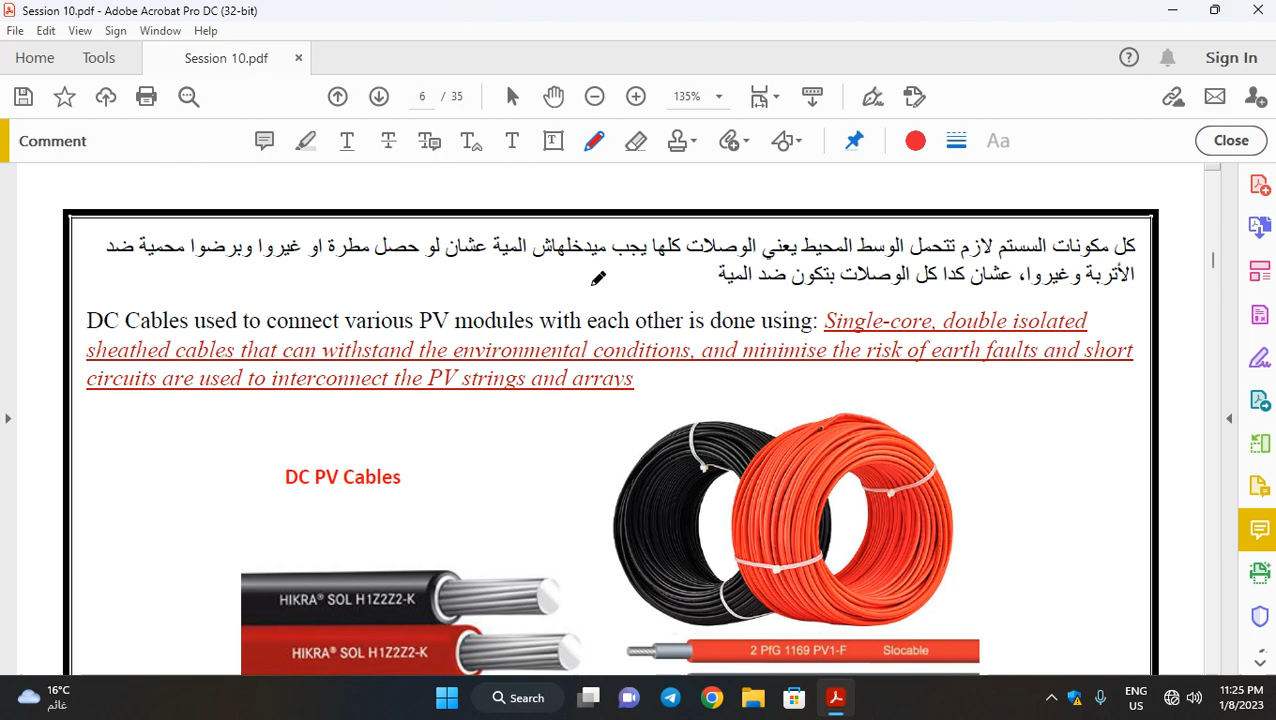 Session 10.pdf - Adobe Acrobat Pro DC (32-bit)
File Edit View Sign Window Help
Home Tools Session 10.pdf Sign In
6 / 35 135%
Comment Close
كل مكونات السستم لازم تتحمل الوسط المحيط يعني الوصلات كلها يجب ميدخلهاش المية عشان لو حصل مطرة او غيروا وبرضوا محمية ضد
الأتربة وغيروا، عشان كدا كل الوصلات بتكون ضد المية
DC Cables used to connect various PV modules with each other is done using: Single-core, double isolated
sheathed cables that can withstand the environmental conditions, and minimise the risk of earth faults and short
circuits are used to interconnect the PV strings and arrays
DC PV Cables
HIKRA® SOL H1Z2Z2-K
HIKRA® SOL H1Z2Z2-K
2 PfG 1169 PV1-F Slocable
16°C
غائم
Search
ENG
US
11:25 PM
1/8/2023